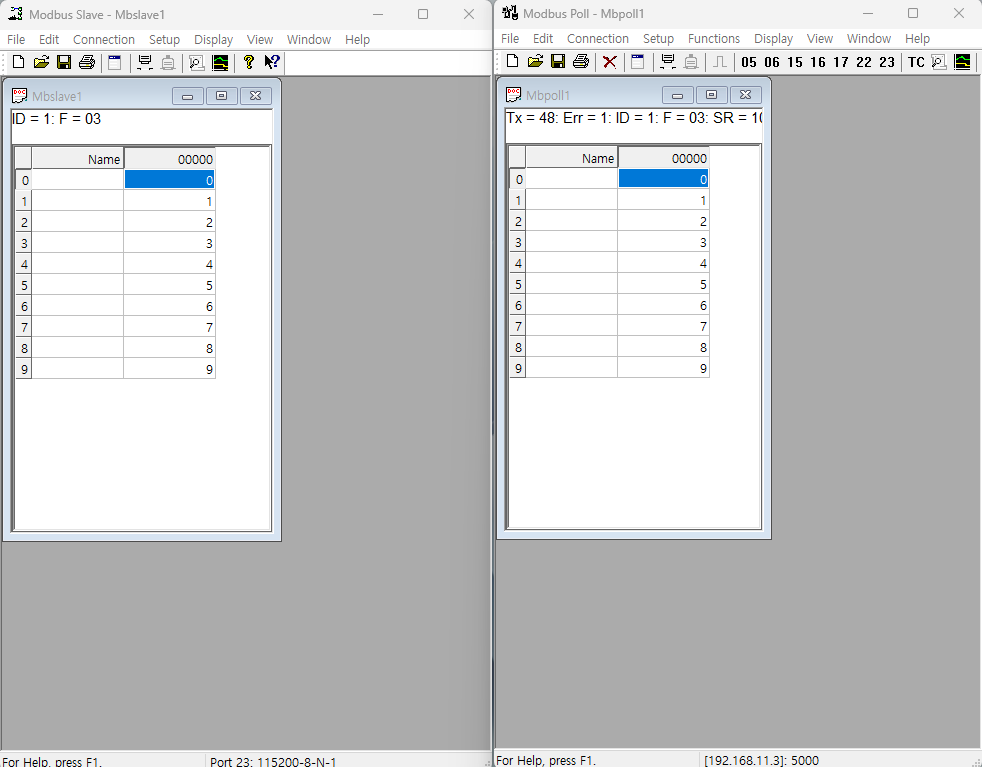 Modbus Slave - Mbslave1
File Edit Connection Setup Display View Window Help
Mbslave1
ID = 1: F = 03
Name 00000
0 0
1 1
2 2
3 3
4 4
5 5
6 6
7 7
8 8
9 9
For Help, press F1.
Port 23: 115200-8-N-1
Modbus Poll - Mbpoll1
File Edit Connection Setup Functions Display View Window Help
05 06 15 16 17 22 23 TC
Mbpoll1
Tx = 48: Err = 1: ID = 1: F = 03: SR = 10
Name 00000
0 0
1 1
2 2
3 3
4 4
5 5
6 6
7 7
8 8
9 9
For Help, press F1.
[192.168.11.3]: 5000